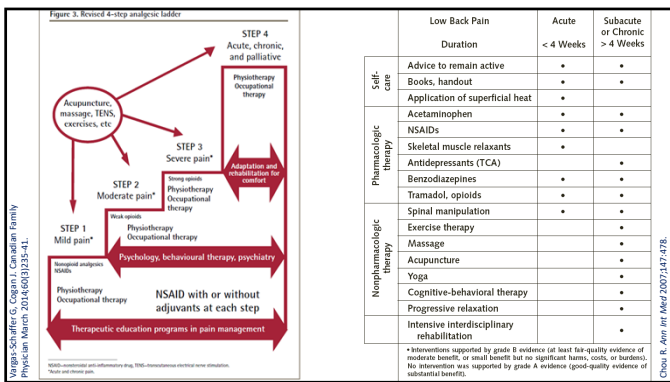 Figure 3. Revised 4-step analgesic ladder
STEP 4
Acute, chronic,
and palliative
Physiotherapy
Occupational
therapy
Acupuncture,
massage, TENS,
exercises, etc
STEP 3
Severe pain*
Adaptation and
rehabilitation for
comfort
Strong opioids
Physiotherapy
Occupational
therapy
STEP 2
Moderate pain*
Weak opioids
Physiotherapy
Occupational therapy
STEP 1
Mild pain*
Psychology, behavioural therapy, psychiatry
Nonopioid analgesics
NSAIDs
Physiotherapy
Occupational therapy
NSAID with or without
adjuvants at each step
Therapeutic education programs in pain management
NSAID—nonsteroidal anti-inflammatory drug, TENS—transcutaneous electrical nerve stimulation.
*Acute and chronic pain.
Vargas-Schaffer G, Cogan J. Canadian Family
Physician March 2014;60(3)235-41.
Low Back Pain Acute Subacute
or Chronic
Duration < 4 Weeks > 4 Weeks
Self-
care
Advice to remain active • •
Books, handout • •
Application of superficial heat •
Pharmacologic
therapy
Acetaminophen • •
NSAIDs • •
Skeletal muscle relaxants •
Antidepressants (TCA) •
Benzodiazepines • •
Tramadol, opioids • •
Nonpharmacologic
therapy
Spinal manipulation • •
Exercise therapy •
Massage •
Acupuncture •
Yoga •
Cognitive-behavioral therapy •
Progressive relaxation •
Intensive interdisciplinary
rehabilitation •
• Interventions supported by grade B evidence (at least fair-quality evidence of
moderate benefit, or small benefit but no significant harms, costs, or burdens).
No intervention was supported by grade A evidence (good-quality evidence of
substantial benefit).
Chou R. Ann Int Med 2007;147:478.